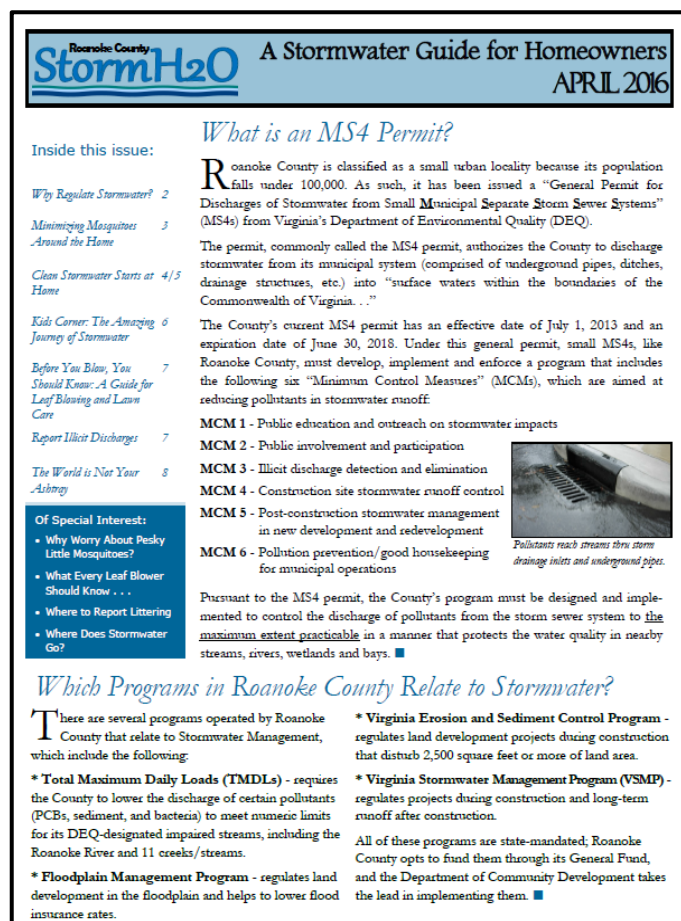 Roanoke County
StormH2O
A Stormwater Guide for Homeowners
APRIL 2016
Inside this issue:
Why Regulate Stormwater? 2
Minimizing Mosquitoes 3
Around the Home
Clean Stormwater Starts at 4/5
Home
Kids Corner: The Amazing 6
Journey of Stormwater
Before You Blow, You 7
Should Know: A Guide for
Leaf Blowing and Lawn
Care
Report Illicit Discharges 7
The World is Not Your 8
Ashtray
Of Special Interest:
• Why Worry About Pesky
Little Mosquitoes?
• What Every Leaf Blower
Should Know . . .
• Where to Report Littering
• Where Does Stormwater
Go?
What is an MS4 Permit?
Roanoke County is classified as a small urban locality because its population
falls under 100,000. As such, it has been issued a “General Permit for
Discharges of Stormwater from Small Municipal Separate Storm Sewer Systems”
(MS4s) from Virginia’s Department of Environmental Quality (DEQ).
The permit, commonly called the MS4 permit, authorizes the County to discharge
stormwater from its municipal system (comprised of underground pipes, ditches,
drainage structures, etc.) into “surface waters within the boundaries of the
Commonwealth of Virginia. . .”
The County’s current MS4 permit has an effective date of July 1, 2013 and an
expiration date of June 30, 2018. Under this general permit, small MS4s, like
Roanoke County, must develop, implement and enforce a program that includes
the following six “Minimum Control Measures” (MCMs), which are aimed at
reducing pollutants in stormwater runoff:
MCM 1 - Public education and outreach on stormwater impacts
MCM 2 - Public involvement and participation
MCM 3 - Illicit discharge detection and elimination
MCM 4 - Construction site stormwater runoff control
MCM 5 - Post-construction stormwater management
in new development and redevelopment
MCM 6 - Pollution prevention/good housekeeping
for municipal operations
Pollutants reach streams thru storm
drainage inlets and underground pipes.
Pursuant to the MS4 permit, the County’s program must be designed and imple-
mented to control the discharge of pollutants from the storm sewer system to the
maximum extent practicable in a manner that protects the water quality in nearby
streams, rivers, wetlands and bays. ■
Which Programs in Roanoke County Relate to Stormwater?
There are several programs operated by Roanoke
County that relate to Stormwater Management,
which include the following:
* Total Maximum Daily Loads (TMDLs) - requires
the County to lower the discharge of certain pollutants
(PCBs, sediment, and bacteria) to meet numeric limits
for its DEQ-designated impaired streams, including the
Roanoke River and 11 creeks/streams.
* Floodplain Management Program - regulates land
development in the floodplain and helps to lower flood
insurance rates.
* Virginia Erosion and Sediment Control Program -
regulates land development projects during construction
that disturb 2,500 square feet or more of land area.
* Virginia Stormwater Management Program (VSMP) -
regulates projects during construction and long-term
runoff after construction.
All of these programs are state-mandated; Roanoke
County opts to fund them through its General Fund,
and the Department of Community Development takes
the lead in implementing them. ■